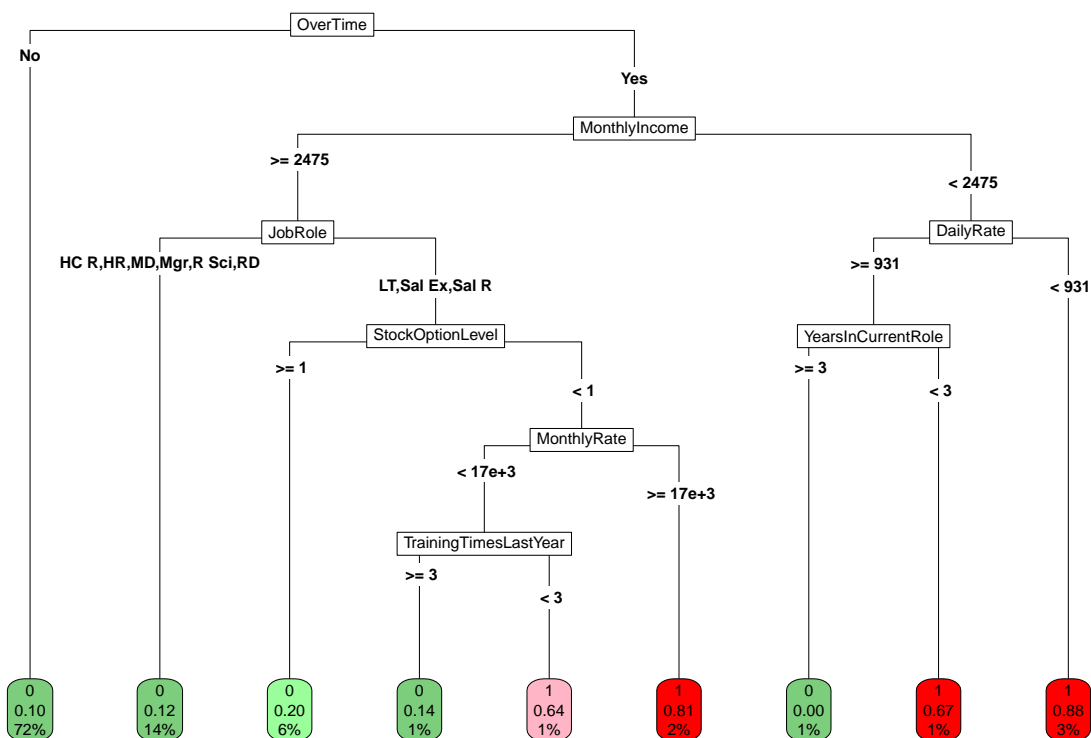 OverTime
No
Yes
MonthlyIncome
>= 2475
< 2475
JobRole
DailyRate
HC R,HR,MD,Mgr,R Sci,RD
LT,Sal Ex,Sal R
>= 931
< 931
StockOptionLevel
YearsInCurrentRole
>= 1
< 1
>= 3
< 3
MonthlyRate
< 17e+3
>= 17e+3
TrainingTimesLastYear
>= 3
< 3
0
0.10
72%
0
0.12
14%
0
0.20
6%
0
0.14
1%
1
0.64
1%
1
0.81
2%
0
0.00
1%
1
0.67
1%
1
0.88
3%